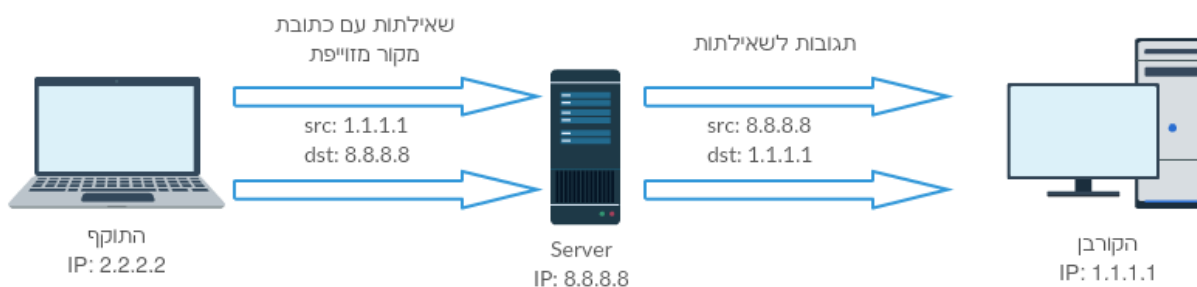 שאילתות עם כתובת
מקור מזוייפת
src: 1.1.1.1
dst: 8.8.8.8
תגובות לשאילתות
src: 8.8.8.8
dst: 1.1.1.1
התוקף
IP: 2.2.2.2
Server
IP: 8.8.8.8
הקורבן
IP: 1.1.1.1